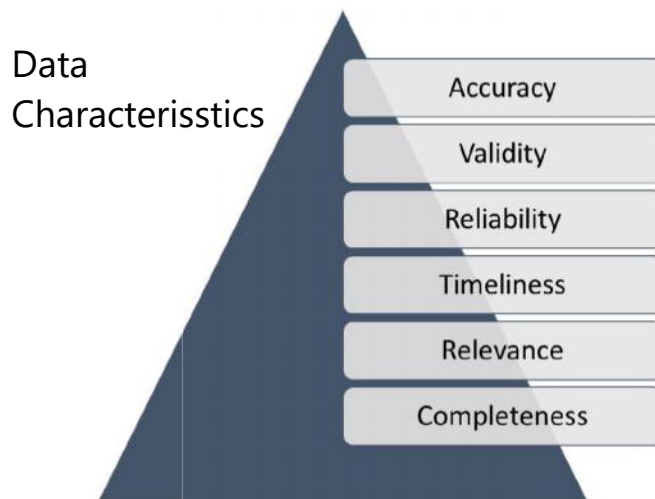 Data
Characterisstics
Accuracy
Validity
Reliability
Timeliness
Relevance
Completeness